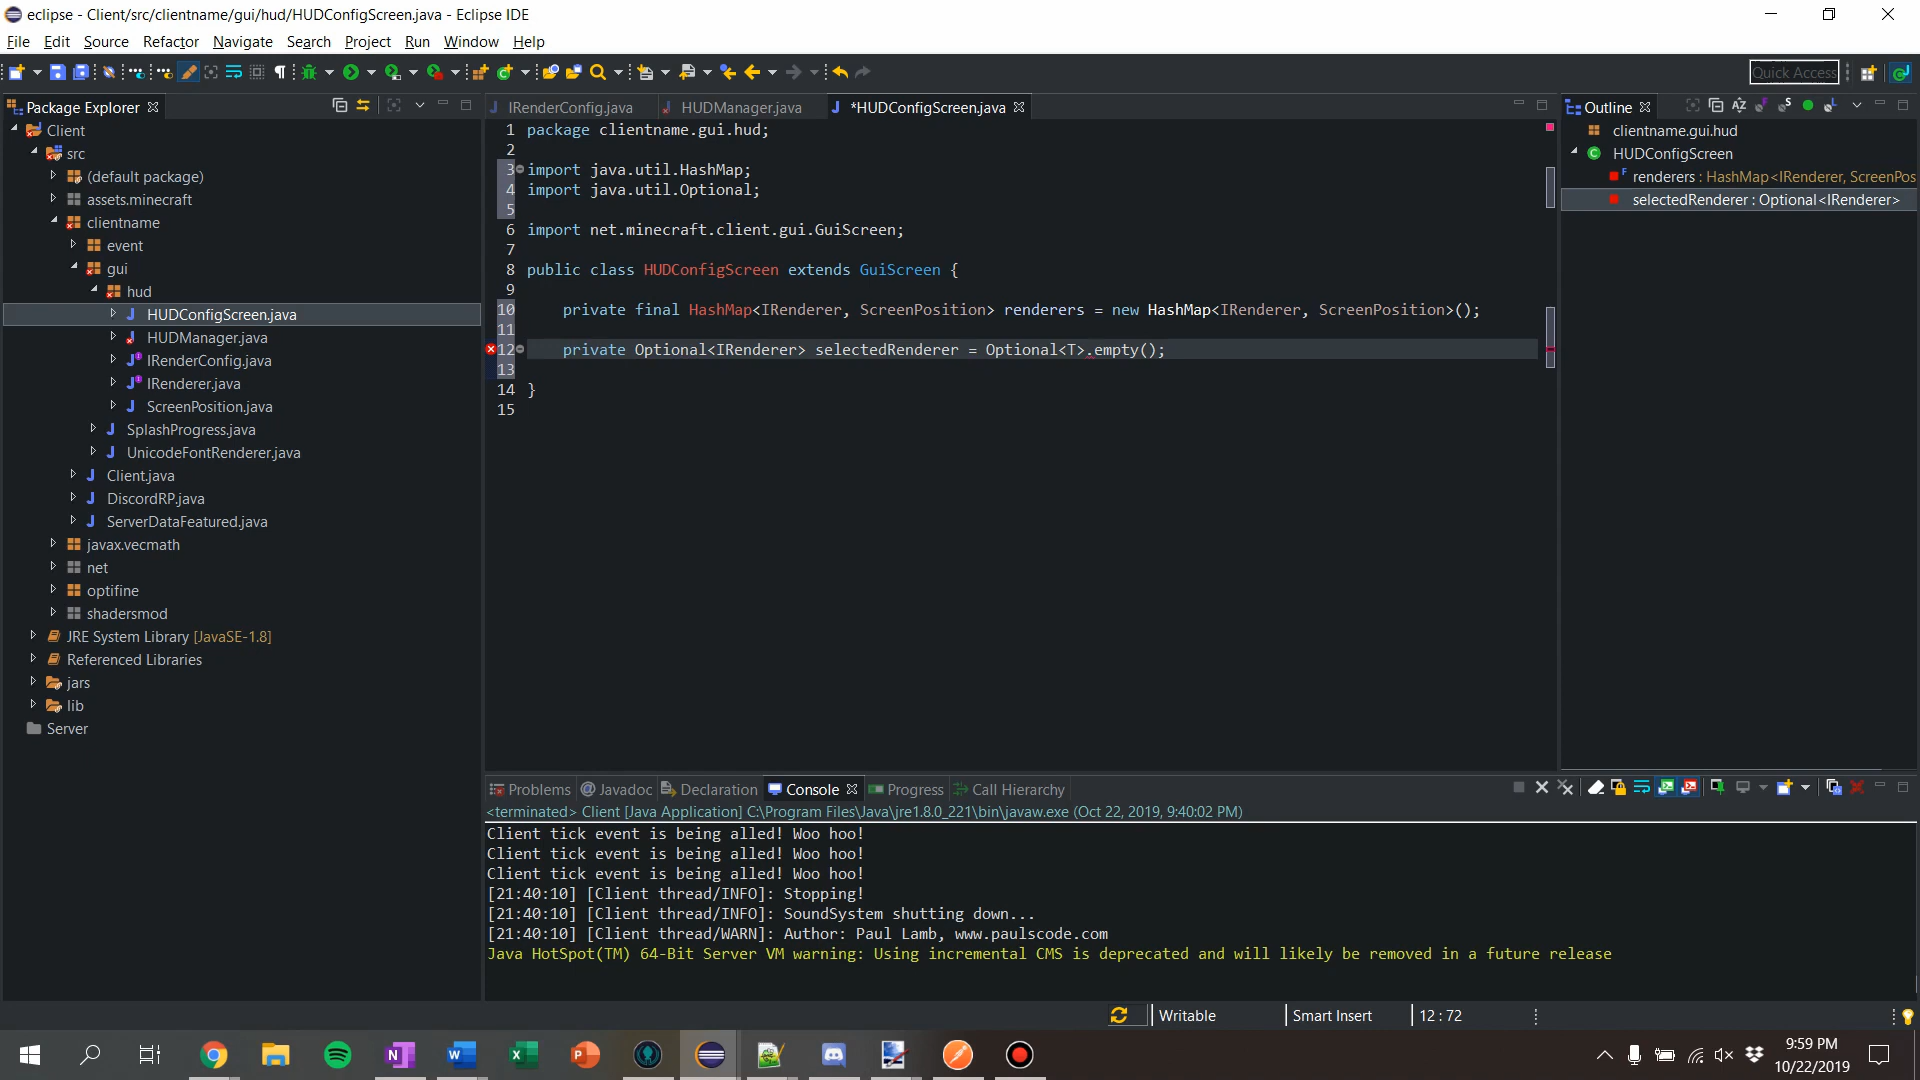 eclipse - Client/src/clientname/gui/hud/HUDConfigScreen.java - Eclipse IDE
File Edit Source Refactor Navigate Search Project Run Window Help
Quick Access
Package Explorer
Client
src
(default package)
assets.minecraft
clientname
event
gui
hud
HUDConfigScreen.java
HUDManager.java
IRenderConfig.java
IRenderer.java
ScreenPosition.java
SplashProgress.java
UnicodeFontRenderer.java
Client.java
DiscordRP.java
ServerDataFeatured.java
javax.vecmath
net
optifine
shadersmod
JRE System Library [JavaSE-1.8]
Referenced Libraries
jars
lib
Server
IRenderConfig.java HUDManager.java *HUDConfigScreen.java
1 package clientname.gui.hud;
2
3 import java.util.HashMap;
4 import java.util.Optional;
5
6 import net.minecraft.client.gui.GuiScreen;
7
8 public class HUDConfigScreen extends GuiScreen {
9
10 private final HashMap<IRenderer, ScreenPosition> renderers = new HashMap<IRenderer, ScreenPosition>();
11
12 private Optional<IRenderer> selectedRenderer = Optional<T>.empty();
13
14 }
15
Outline
clientname.gui.hud
HUDConfigScreen
renderers : HashMap<IRenderer, ScreenPos
selectedRenderer : Optional<IRenderer>
Problems Javadoc Declaration Console Progress Call Hierarchy
<terminated> Client [Java Application] C:\Program Files\Java\jre1.8.0_221\bin\javaw.exe (Oct 22, 2019, 9:40:02 PM)
Client tick event is being alled! Woo hoo!
Client tick event is being alled! Woo hoo!
Client tick event is being alled! Woo hoo!
[21:40:10] [Client thread/INFO]: Stopping!
[21:40:10] [Client thread/INFO]: SoundSystem shutting down...
[21:40:10] [Client thread/WARN]: Author: Paul Lamb, www.paulscode.com
Java HotSpot(TM) 64-Bit Server VM warning: Using incremental CMS is deprecated and will likely be removed in a future release
Writable Smart Insert 12 : 72
9:59 PM
10/22/2019